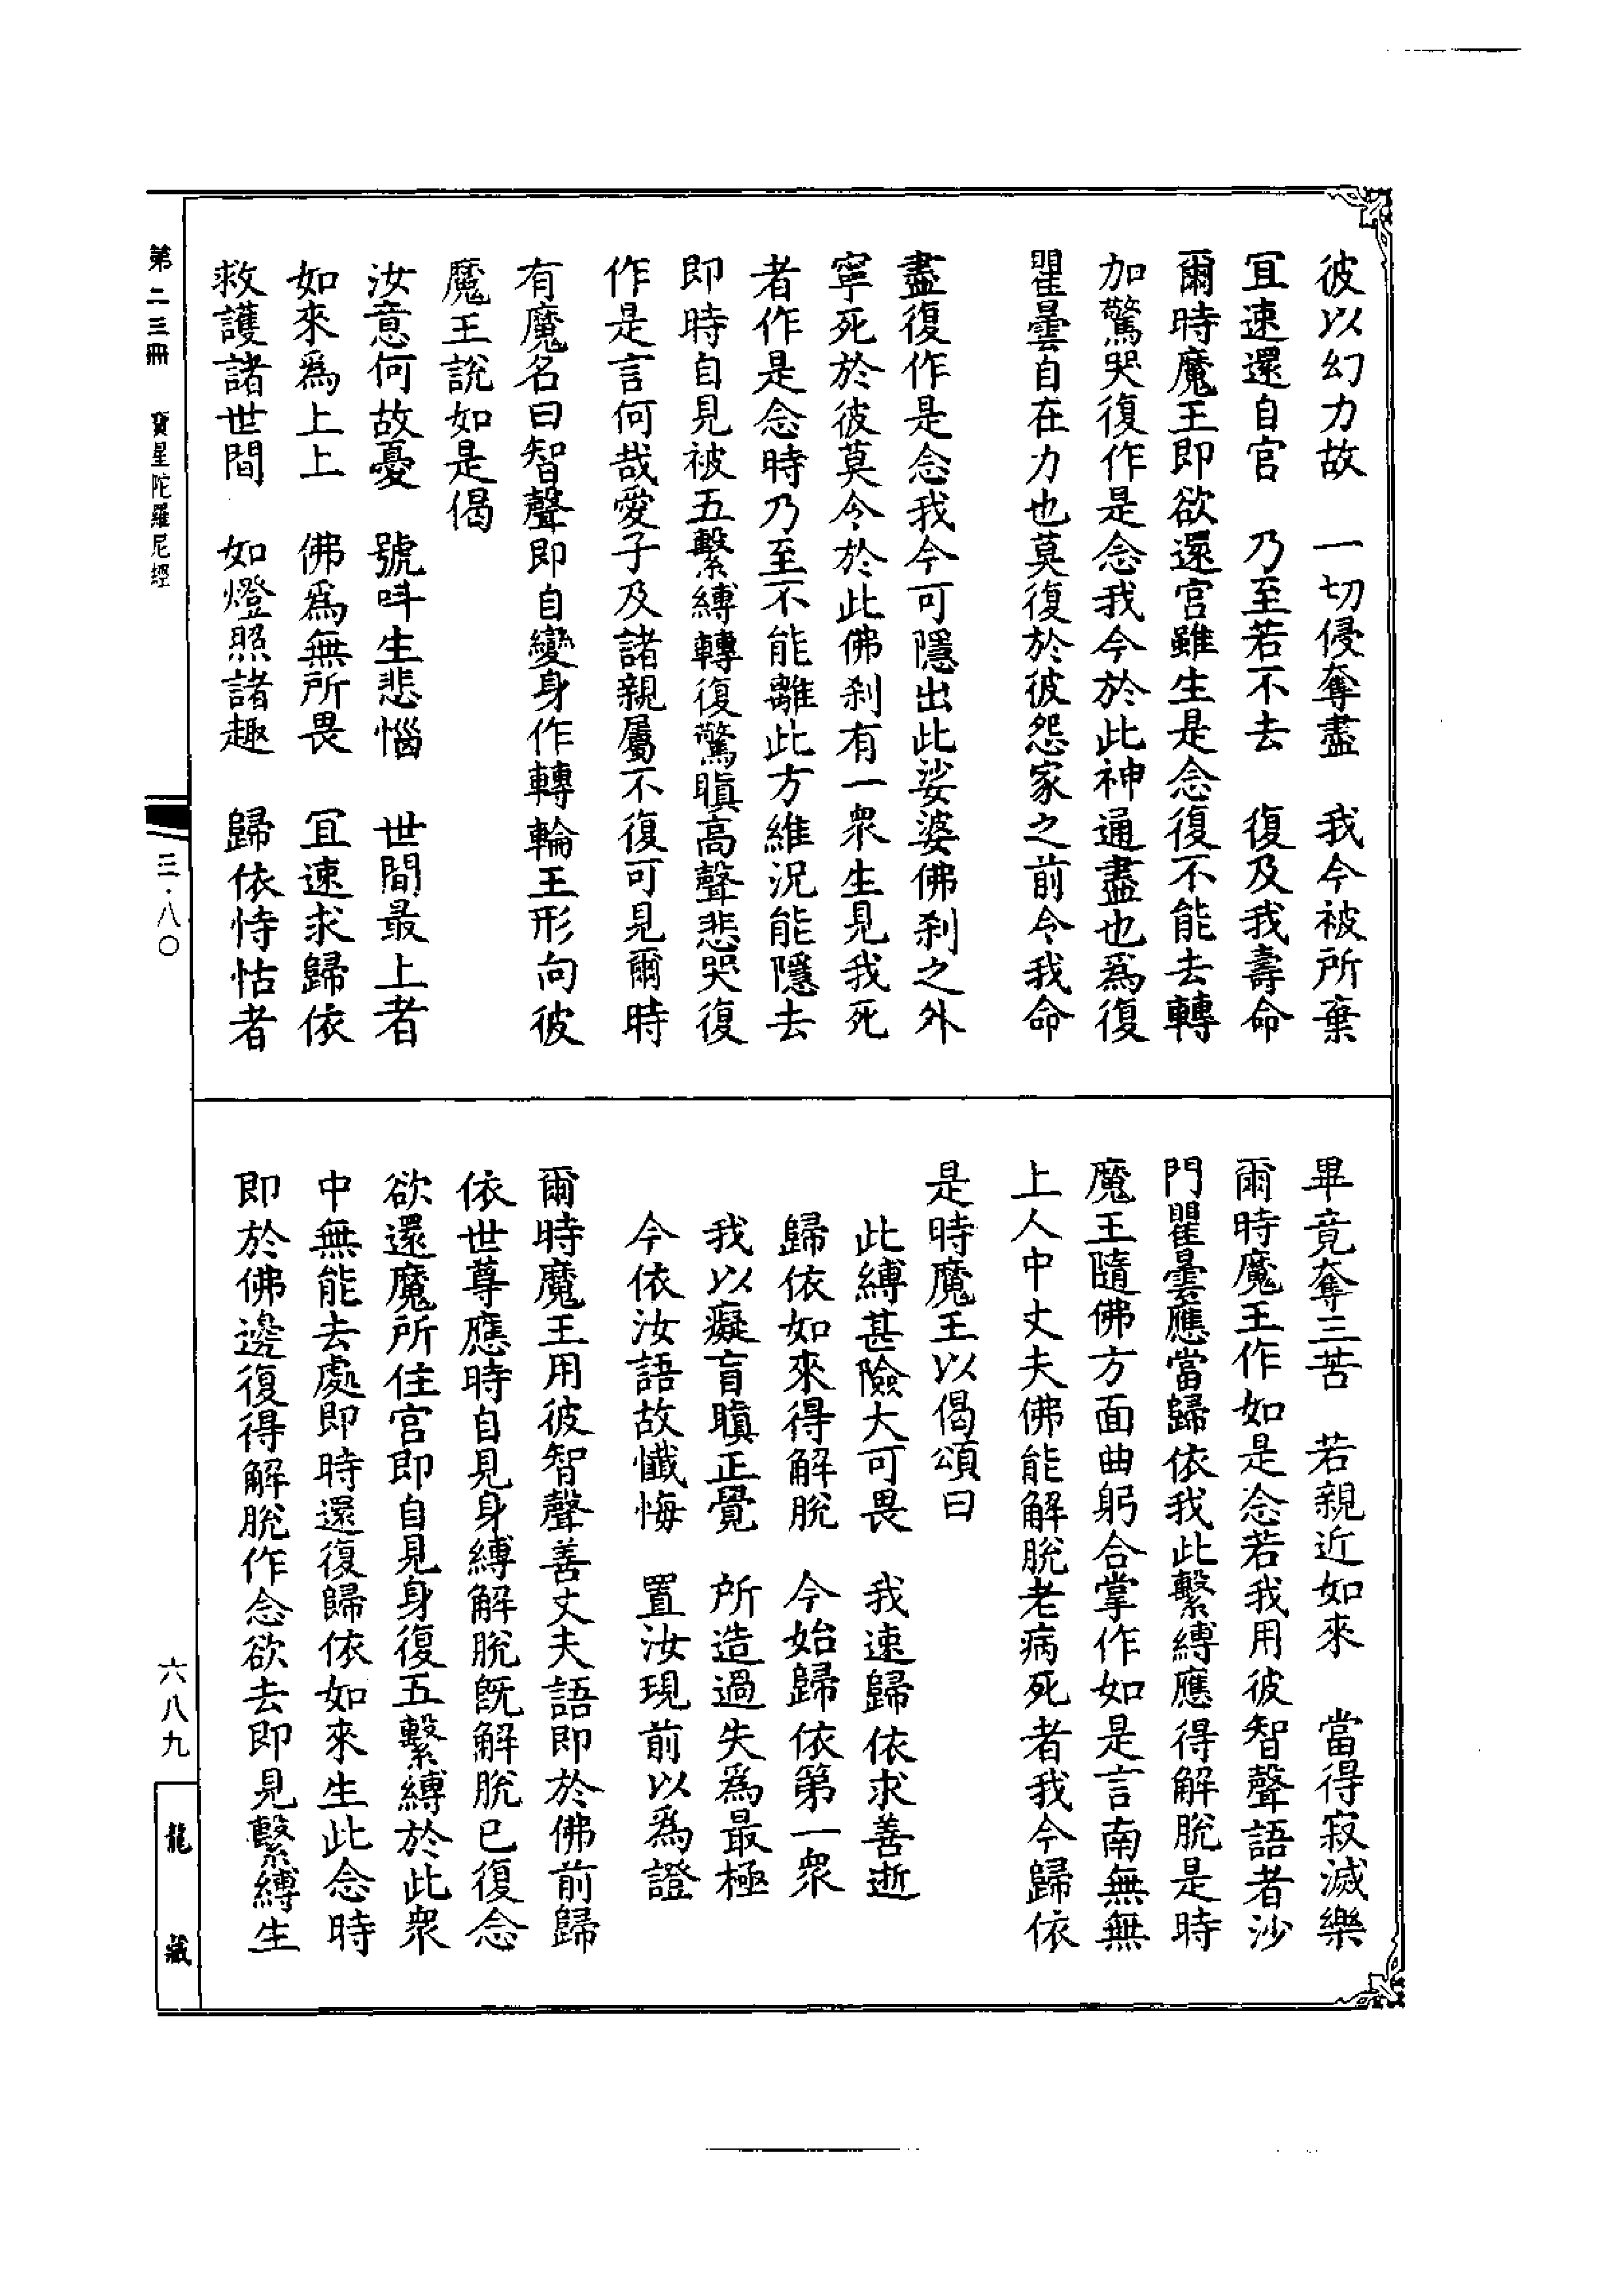 彼以幻力故　一切侵奪盡　我今被所棄
冝速還自官　乃至若不去　復及我壽命
爾時魔王即欲還宫雖生是念復不能去轉
加驚哭復作是念我今於此神通盡也爲復
瞿曇自在力也莫復於彼怨家之前令我命
盡復作是念我今可隱出此娑婆佛刹之外
寧死於彼莫今於此佛刹有一衆生見我死
者作是念時乃至不能離此方維況能隱去
即時自見被五繫縛轉復驚瞋高聲悲哭復
作是言何哉愛子及諸親屬不復可見爾時
有魔名曰智聲即自變身作轉輪王形向彼
魔王説如是偈
汝意何故憂　號呌生悲惱　世間最上者
如來爲上上　佛爲無所畏　冝速求歸依
救護諸世間　如燈照諸趣　歸依恃怙者
畢竟奪三苦　若親近如來　當得寂滅樂
爾時魔王作如是念若我用彼智聲語者沙
門瞿曇應當歸依我此繫縛應得解脫是時
魔王隨佛方面曲躬合掌作如是言南無無
上人中丈夫佛能解脫老病死者我今歸依
是時魔王以偈頌曰
此縛甚險大可畏　我速歸依求善逝
歸依如來得解脫　今始歸依第一衆
我以癡盲瞋正覺　所造過失爲最極
今依汝語故懺悔　置汝現前以爲證
爾時魔王用彼智聲善丈夫語即於佛前歸
依世尊應時自見身縛解脫旣解脫已復念
欲還魔所住宫即自見身復五繫縛於此衆
中無能去處即時還復歸依如來生此念時
即於佛邊復得解脫作念欲去即見繫縛生
第二三冊　寶星陀羅尼經
三·八〇
六八九
龍藏